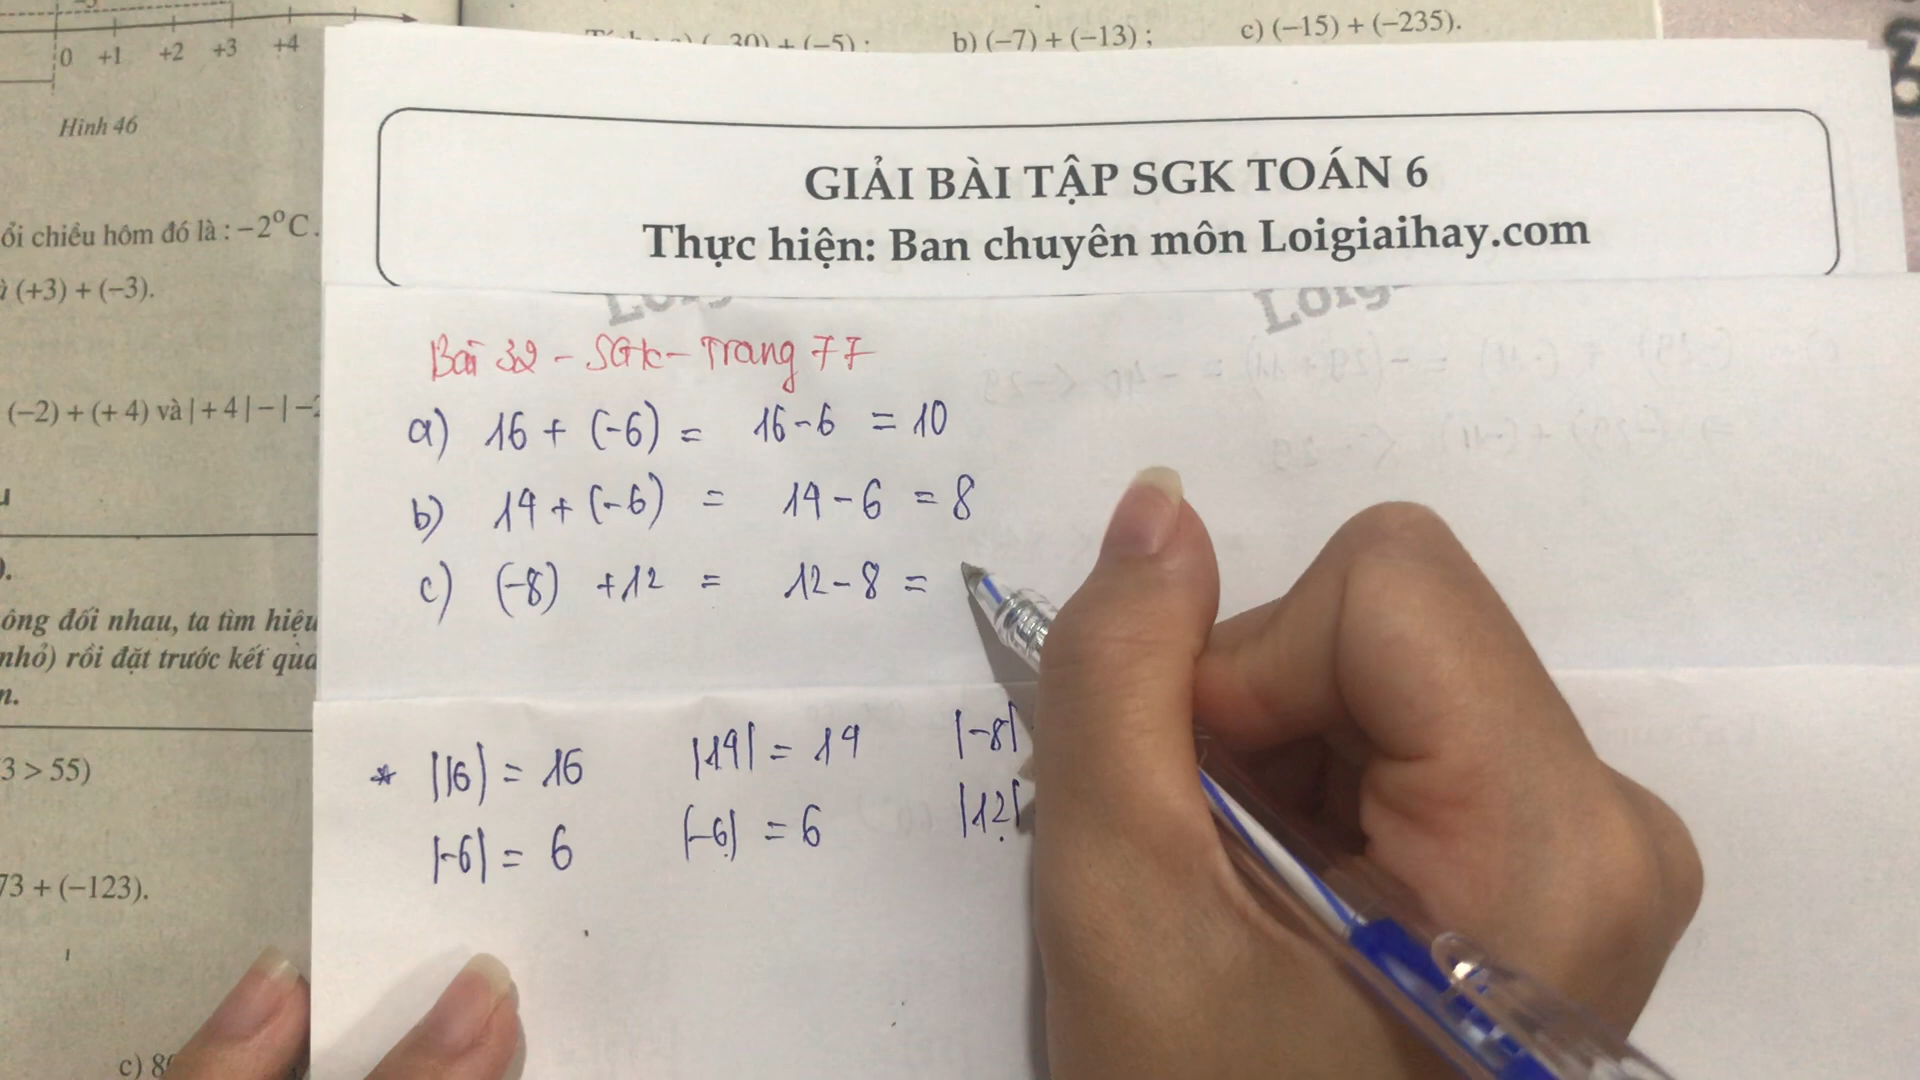 0 +1 +2 +3 +4
Hình 46
ổi chiều hôm đó là : −2°C.
(+3) + (−3).
(−2) + (+ 4) và | + 4 | − | −2
ông đối nhau, ta tìm hiệu
nhỏ) rồi đặt trước kết quả
n.
3 > 55)
73 + (−123).
c) 80
30) + (−5) ; b) (−7) + (−13) ; c) (−15) + (−235).
GIẢI BÀI TẬP SGK TOÁN 6
Thực hiện: Ban chuyên môn Loigiaihay.com
Bài 32 - SGK - Trang 77
a) 16 + (-6) = 16 - 6 = 10
b) 14 + (-6) = 14 - 6 = 8
c) (-8) + 12 = 12 - 8 =
* |16| = 16 |14| = 14 |-8|
|-6| = 6 |-6| = 6 |12|